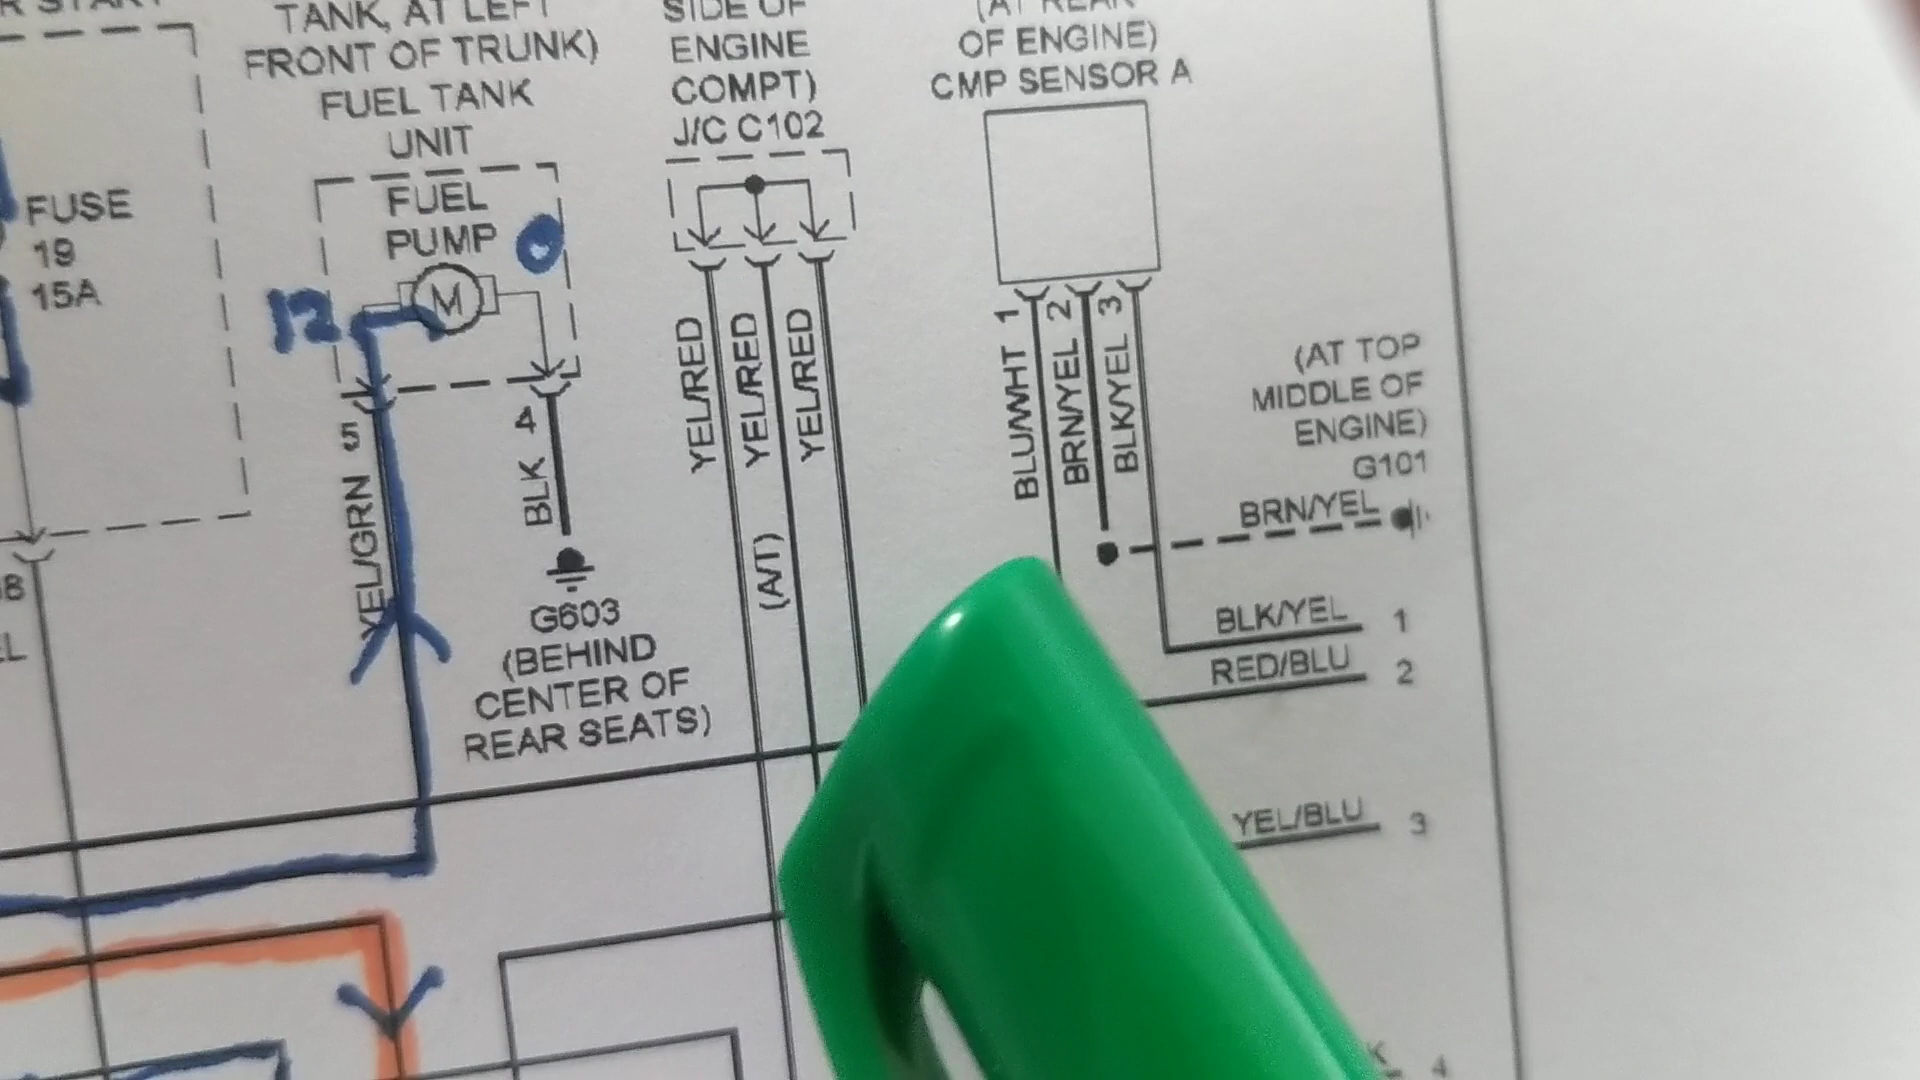 TANK, AT LEFT
FRONT OF TRUNK)
FUEL TANK
UNIT
FUEL
PUMP
M
12
0
5
YEL/GRN
4
BLK
G603
(BEHIND
CENTER OF
REAR SEATS)
FUSE
19
15A
SIDE OF
ENGINE
COMPT)
J/C C102
YEL/RED
YEL/RED
YEL/RED
(A/T)
(AT REAR
OF ENGINE)
CMP SENSOR A
BLU/WHT 1
BRN/YEL 2
BLK/YEL 3
(AT TOP
MIDDLE OF
ENGINE)
G101
BRN/YEL
BLK/YEL 1
RED/BLU 2
YEL/BLU 3
4